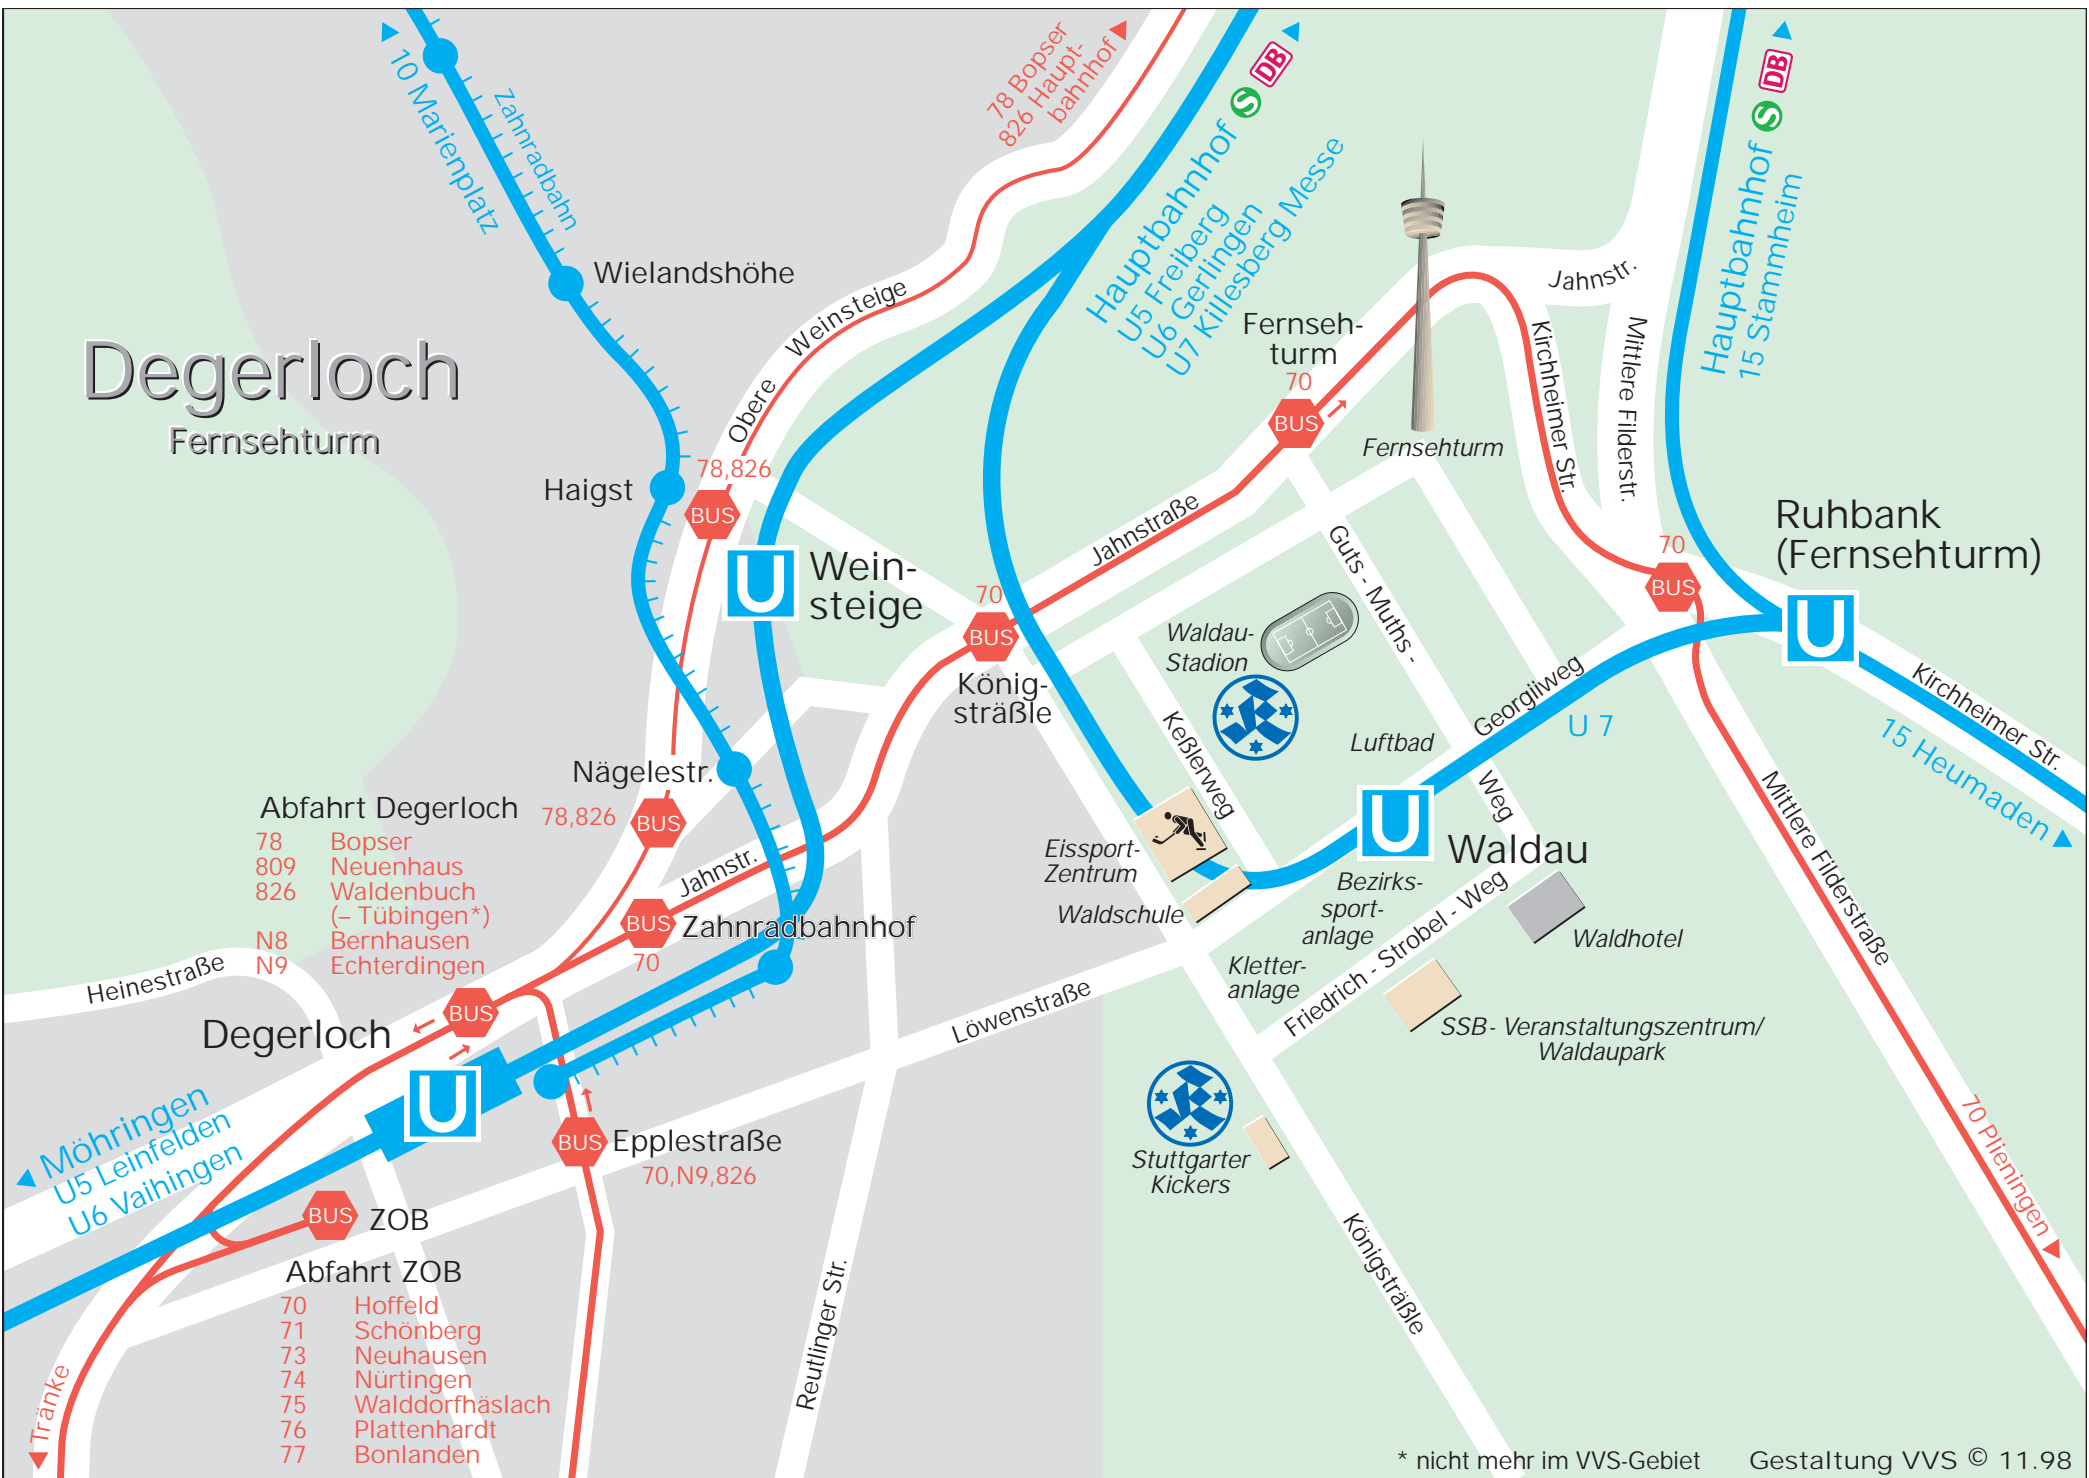 10 Marienplatz
Zahnradbahn
78 Bopser
826 Haupt-
bahnhof
Hauptbahnhof S DB
U5 Freiberg
U6 Gerlingen
U7 Killesberg Messe
Hauptbahnhof S DB
15 Stammheim
Wielandshöhe
Degerloch
Fernsehturm
Obere Weinsteige
Jahnstr.
Kirchheimer Str.
Mittlere Filderstr.
Fernseh-
turm
70
BUS
Fernsehturm
Haigst
78,826
BUS
U
Wein-
steige
Jahnstraße
70
BUS
König-
sträßle
Guts - Muths -
Weg
Waldau-
Stadion
Keßlerweg
70
BUS
Ruhbank
(Fernsehturm)
U
Georgiiweg
U 7
Kirchheimer Str.
15 Heumaden
Luftbad
Nägelestr.
78,826
BUS
Abfahrt Degerloch
78 Bopser
809 Neuenhaus
826 Waldenbuch
(– Tübingen*)
N8 Bernhausen
N9 Echterdingen
Jahnstr.
BUS
Zahnradbahnhof
70
Eissport-
Zentrum
Waldschule
U
Waldau
Bezirks-
sport-
anlage
Kletter-
anlage
Friedrich - Strobel - Weg
Waldhotel
SSB- Veranstaltungszentrum/
Waldaupark
Mittlere Filderstraße
70 Plieningen
Heinestraße
BUS
Degerloch
U
Löwenstraße
Möhringen
U5 Leinfelden
U6 Vaihingen
BUS
Epplestraße
70,N9,826
Stuttgarter
Kickers
Königsträßle
BUS
ZOB
Abfahrt ZOB
70 Hoffeld
71 Schönberg
73 Neuhausen
74 Nürtingen
75 Walddorfhäslach
76 Plattenhardt
77 Bonlanden
Tränke
Reutlinger Str.
* nicht mehr im VVS-Gebiet
Gestaltung VVS © 11.98